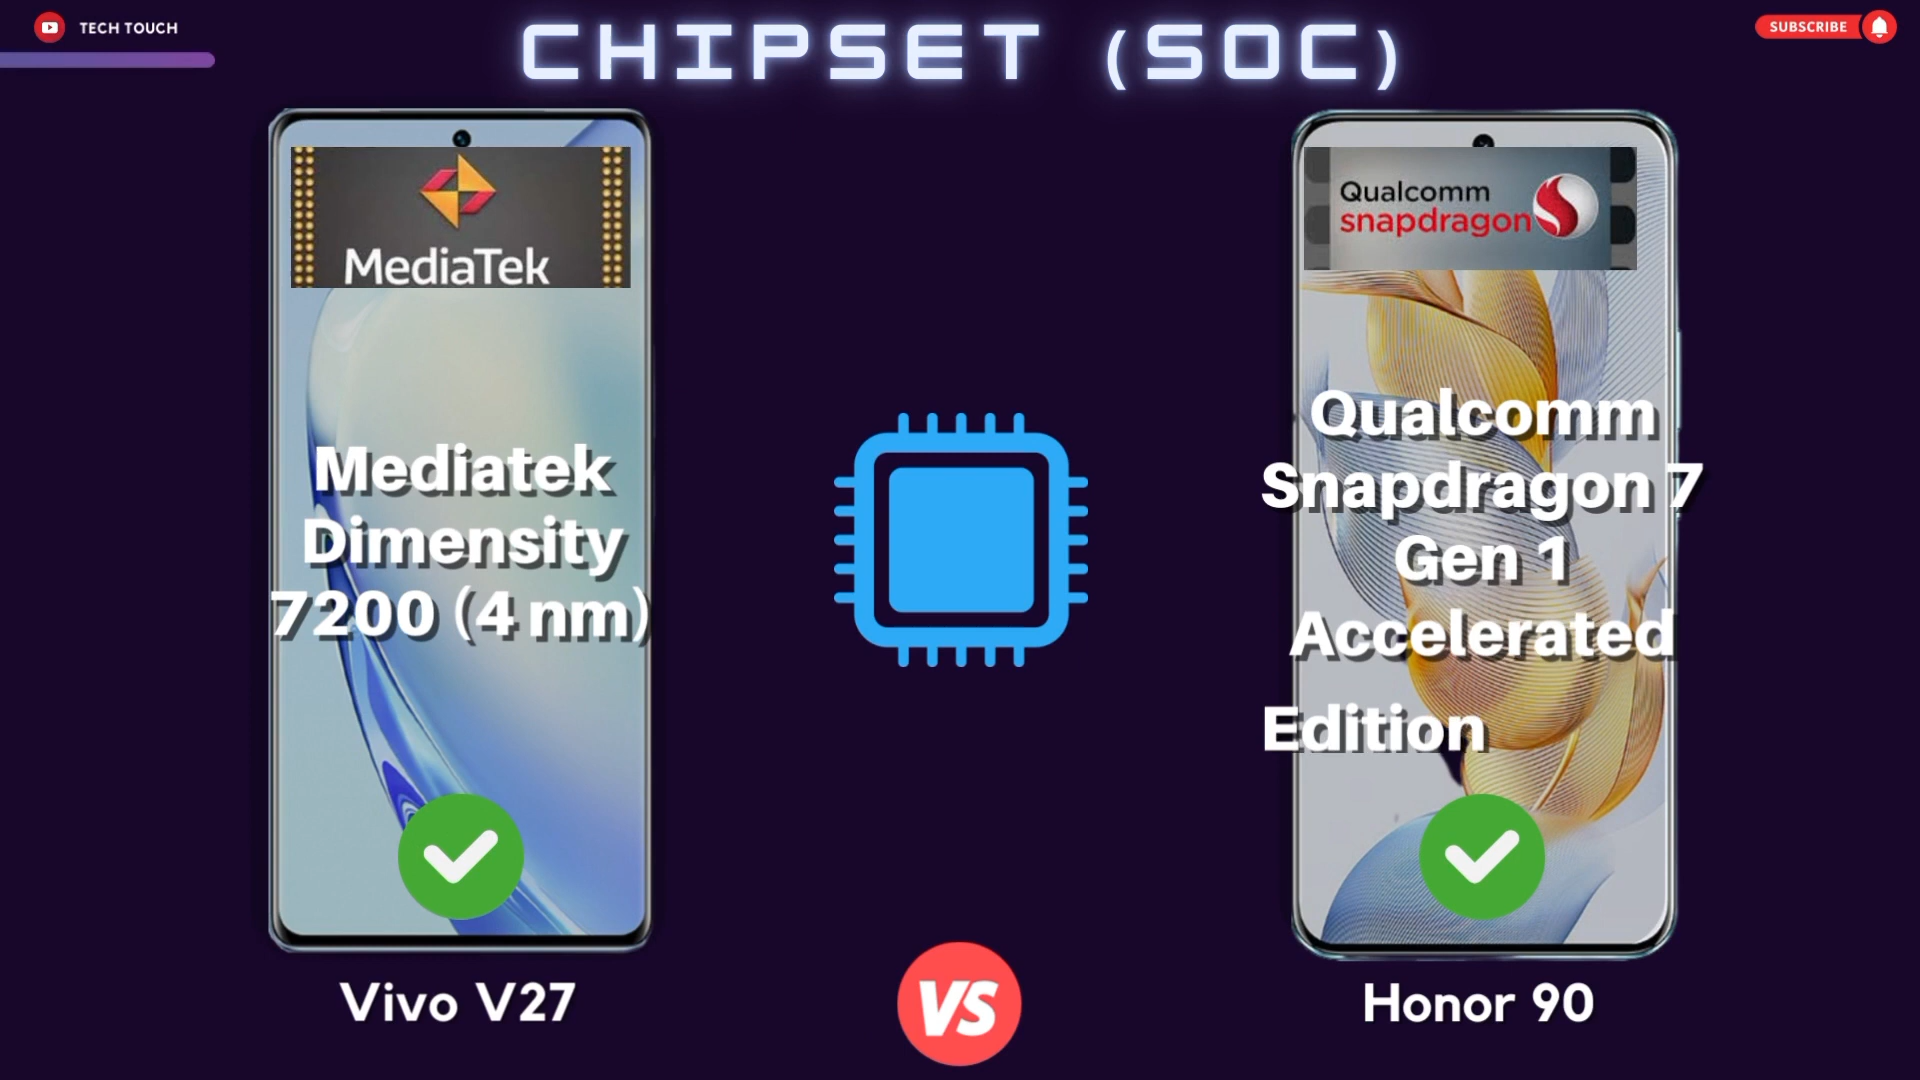 TECH TOUCH
CHIPSET (SOC)
SUBSCRIBE
MediaTek
Mediatek
Dimensity
7200 (4 nm)
Vivo V27
VS
Qualcomm
snapdragon
Qualcomm
Snapdragon 7
Gen 1
Accelerated
Edition
Honor 90